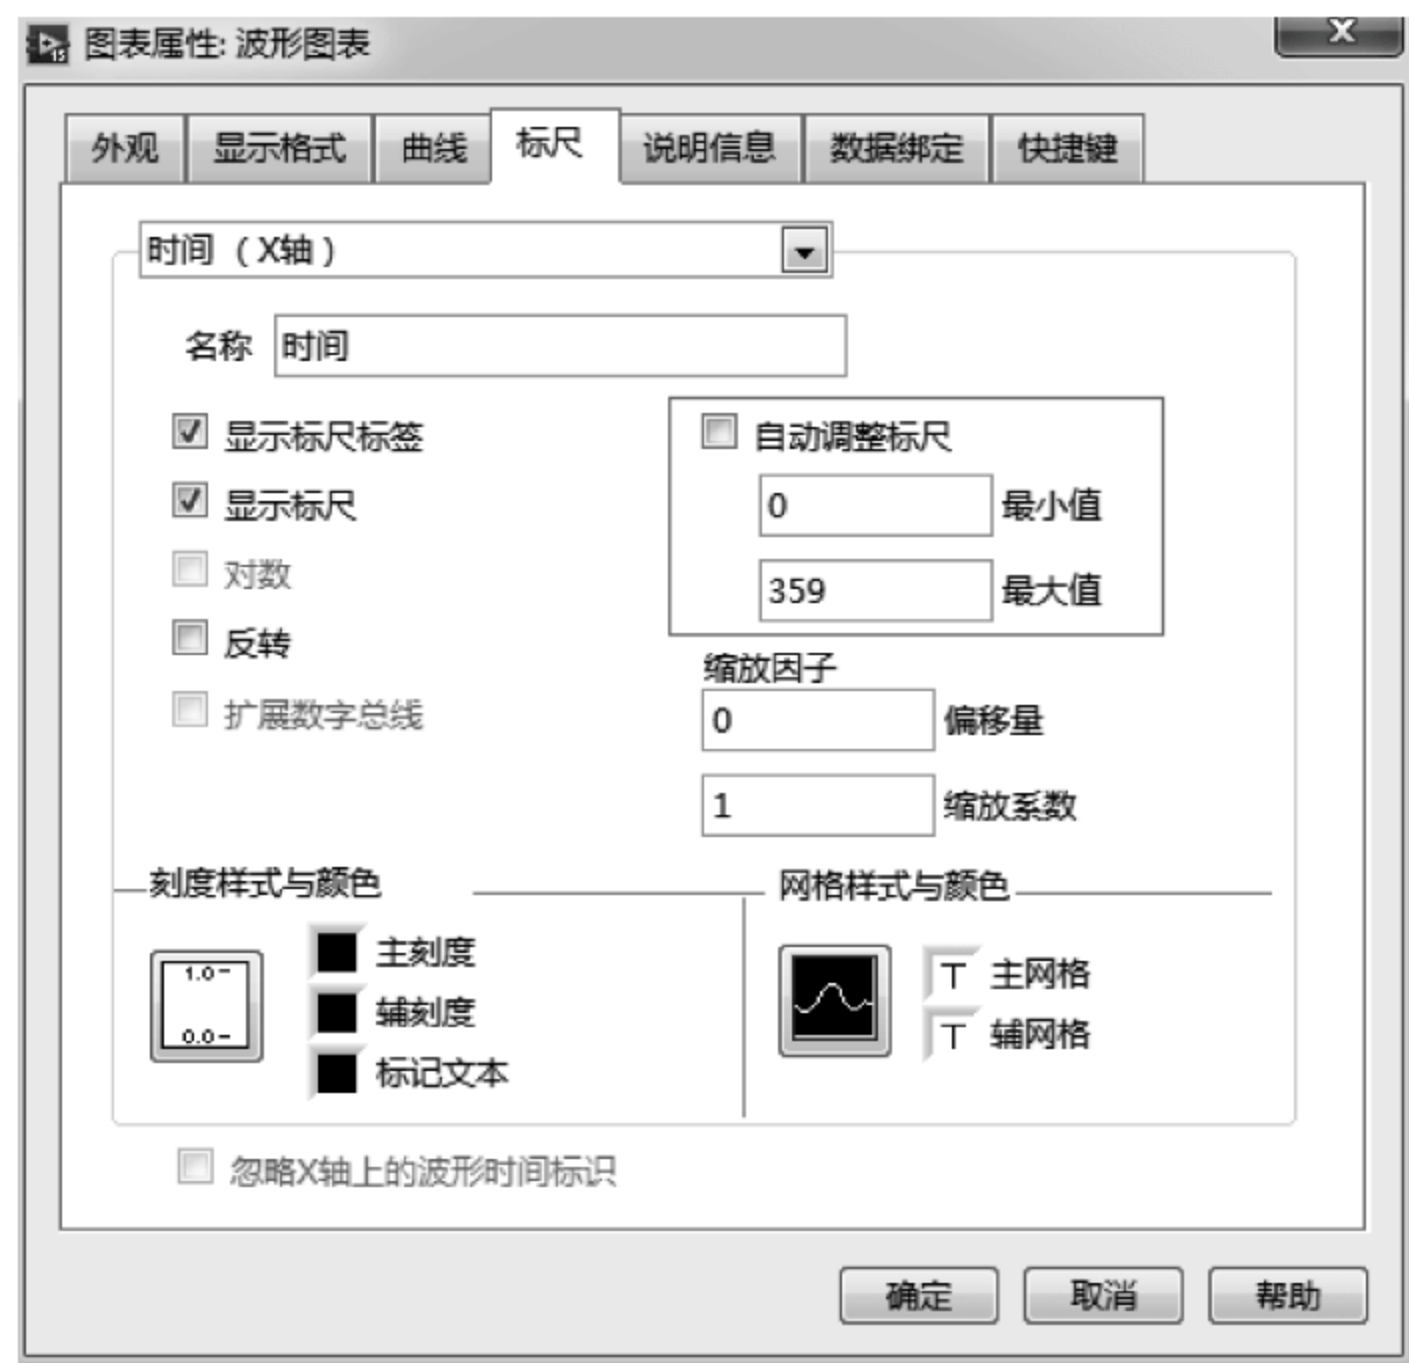 图表属性: 波形图表
X
外观 显示格式 曲线 标尺 说明信息 数据绑定 快捷键
时间 (X轴)
名称 时间
显示标尺标签
显示标尺
对数
反转
扩展数字总线
自动调整标尺
0 最小值
359 最大值
缩放因子
0 偏移量
1 缩放系数
刻度样式与颜色
1.0
0.0
主刻度
辅刻度
标记文本
网格样式与颜色
T 主网格
T 辅网格
忽略X轴上的波形时间标识
确定 取消 帮助